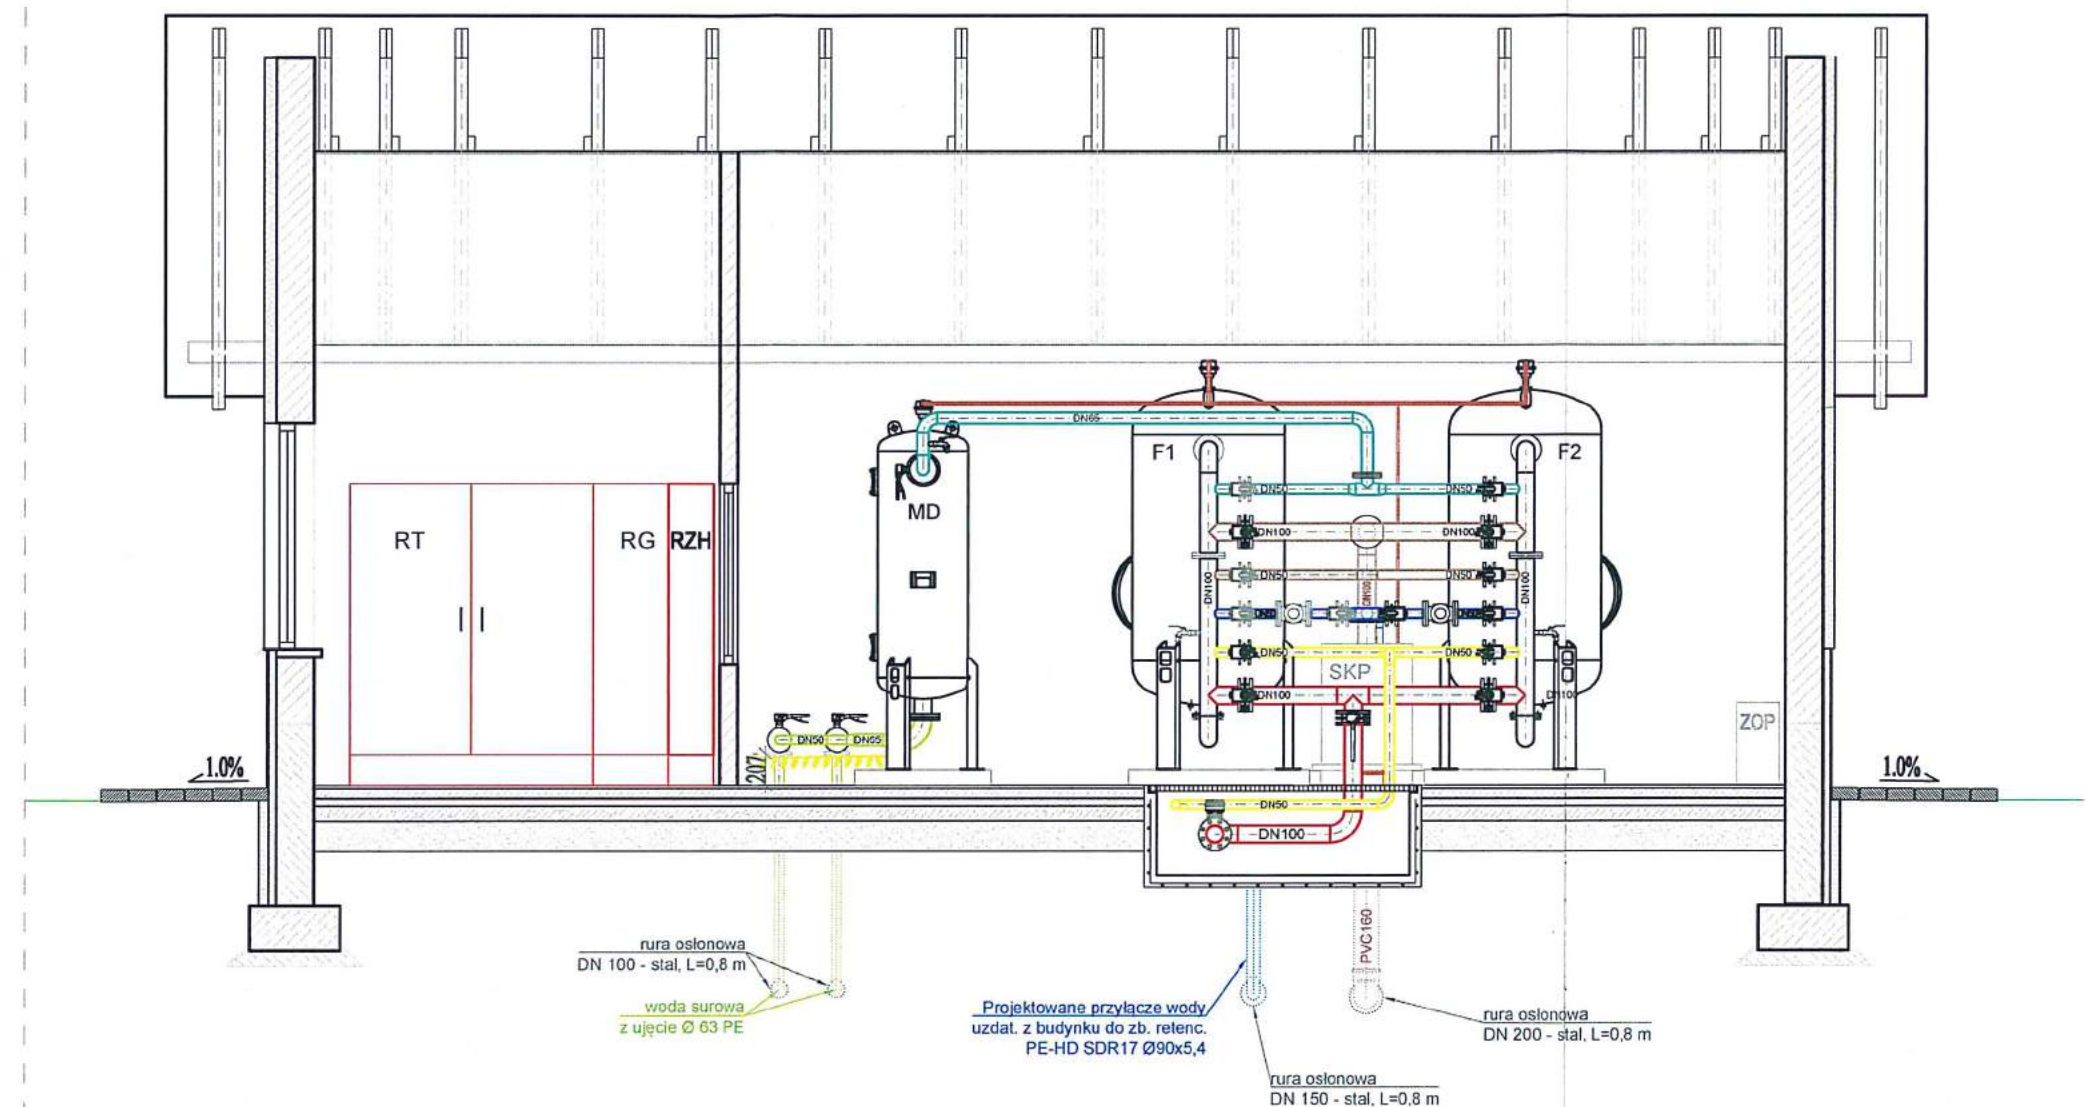 DN65
F1
F2
DN50
DN50
MD
RT
RG
RZH
DN100
DN100
DN50
DN50
DN100
DN100
DN100
DN50
DN50
SKP
DN100
DN100
ZOP
DN50
DN65
207
1.0%
1.0%
DN50
DN100
PVC160
rura osłonowa
DN 100 - stal, L=0,8 m
woda surowa
z ujęcie Ø 63 PE
Projektowane przyłącze wody
uzdat. z budynku do zb. retenc.
PE-HD SDR17 Ø90x5,4
rura osłonowa
DN 200 - stal, L=0,8 m
rura osłonowa
DN 150 - stal, L=0,8 m